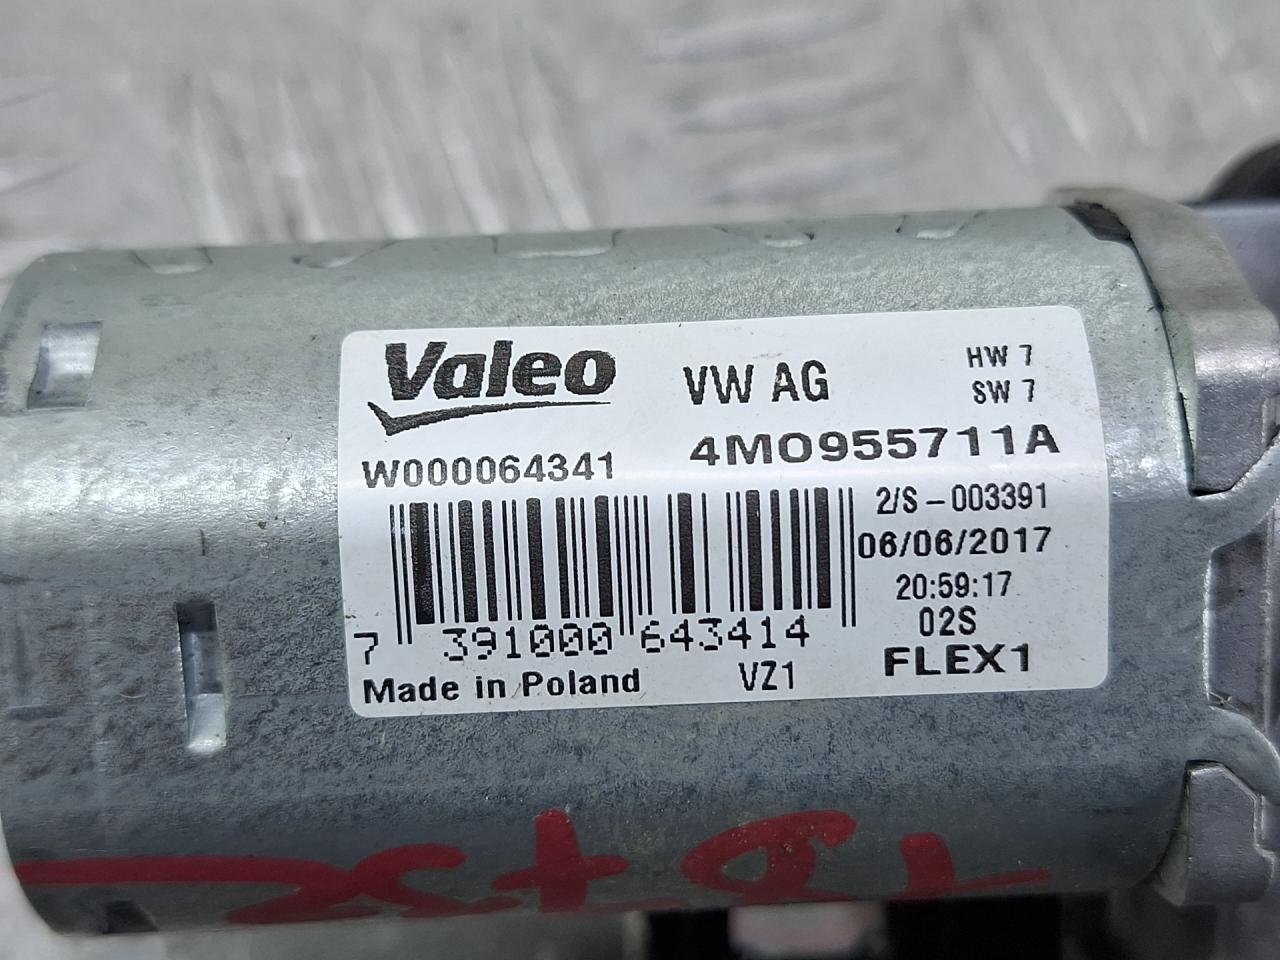 Valeo
VW AG
HW 7
SW 7
W000064341
4M0955711A
2/S - 003391
06/06/2017
20:59:17
02S
7 391000 643414
Made in Poland
VZ1
FLEX1